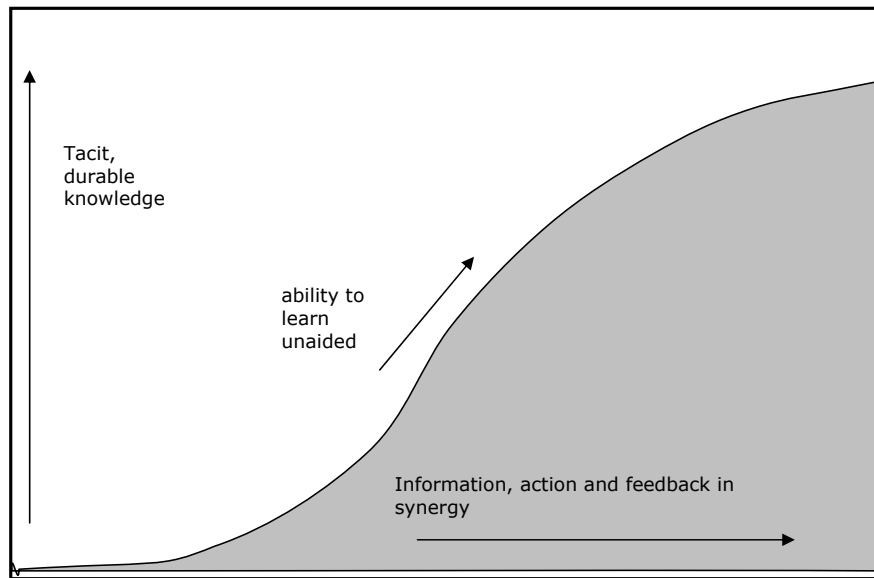 Tacit,
durable
knowledge
ability to
learn
unaided
Information, action and feedback in
synergy